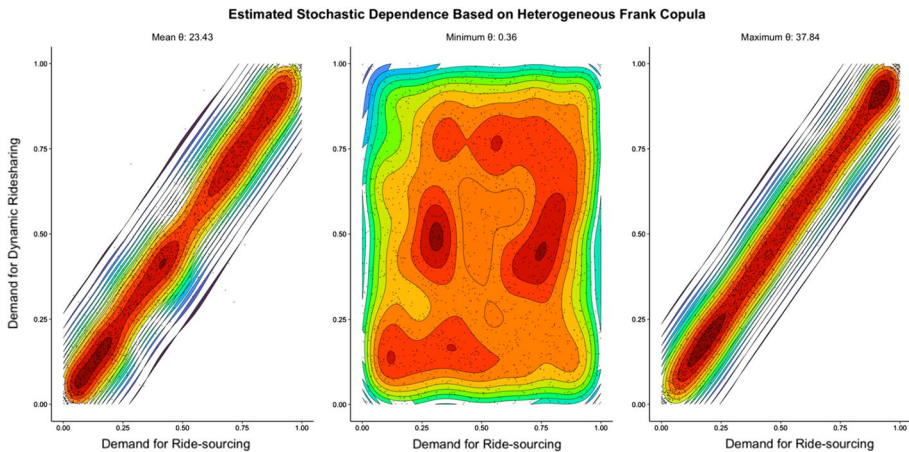 Estimated Stochastic Dependence Based on Heterogeneous Frank Copula
Mean θ: 23.43
Minimum θ: 0.36
Maximum θ: 37.84
Demand for Dynamic Ridesharing
1.00
0.75
0.50
0.25
0.00
0.00 0.25 0.50 0.75 1.00
Demand for Ride-sourcing
1.00
0.75
0.50
0.25
0.00
0.00 0.25 0.50 0.75 1.00
Demand for Ride-sourcing
1.00
0.75
0.50
0.25
0.00
0.00 0.25 0.50 0.75 1.00
Demand for Ride-sourcing